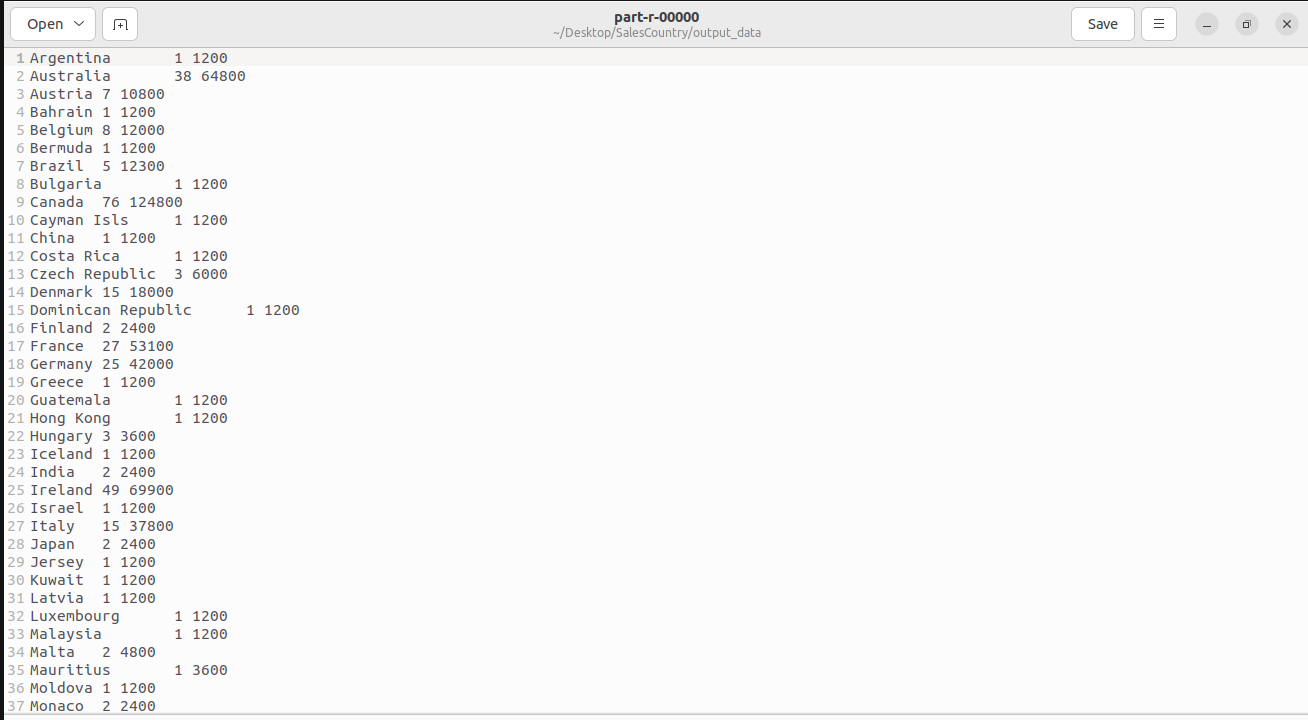 Open
part-r-00000
~/Desktop/SalesCountry/output_data
Save
1 Argentina 1 1200
2 Australia 38 64800
3 Austria 7 10800
4 Bahrain 1 1200
5 Belgium 8 12000
6 Bermuda 1 1200
7 Brazil 5 12300
8 Bulgaria 1 1200
9 Canada 76 124800
10 Cayman Isls 1 1200
11 China 1 1200
12 Costa Rica 1 1200
13 Czech Republic 3 6000
14 Denmark 15 18000
15 Dominican Republic 1 1200
16 Finland 2 2400
17 France 27 53100
18 Germany 25 42000
19 Greece 1 1200
20 Guatemala 1 1200
21 Hong Kong 1 1200
22 Hungary 3 3600
23 Iceland 1 1200
24 India 2 2400
25 Ireland 49 69900
26 Israel 1 1200
27 Italy 15 37800
28 Japan 2 2400
29 Jersey 1 1200
30 Kuwait 1 1200
31 Latvia 1 1200
32 Luxembourg 1 1200
33 Malaysia 1 1200
34 Malta 2 4800
35 Mauritius 1 3600
36 Moldova 1 1200
37 Monaco 2 2400